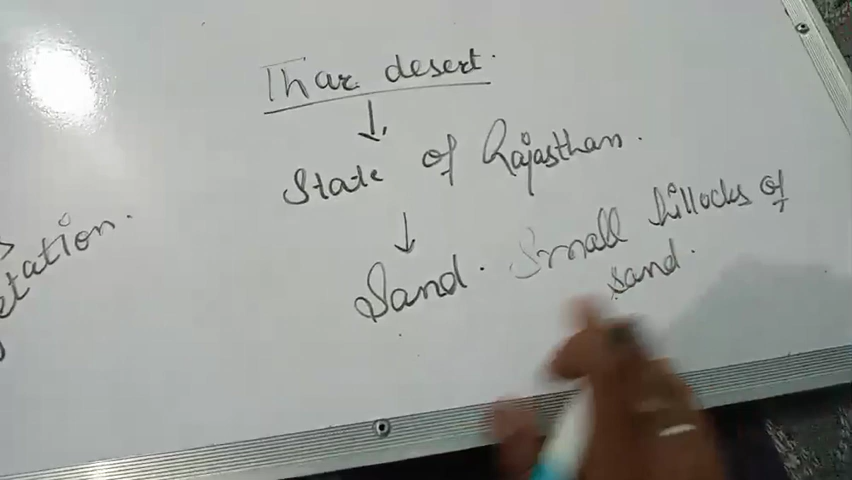 Thar desert.
State of Rajasthan.
Sand. Small hillocks of
sand.
etation.